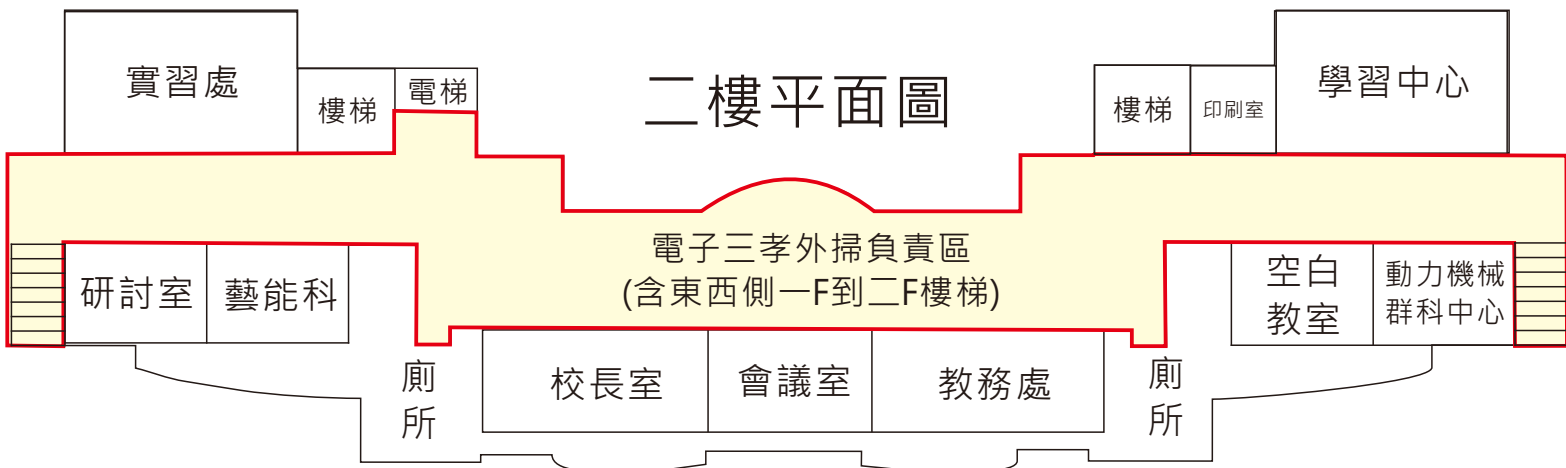 二樓平面圖
實習處
樓梯
電梯
樓梯
印刷室
學習中心
電子三孝外掃負責區
(含東西側一F到二F樓梯)
研討室
藝能科
空白
教室
動力機械
群科中心
廁
所
校長室
會議室
教務處
廁
所